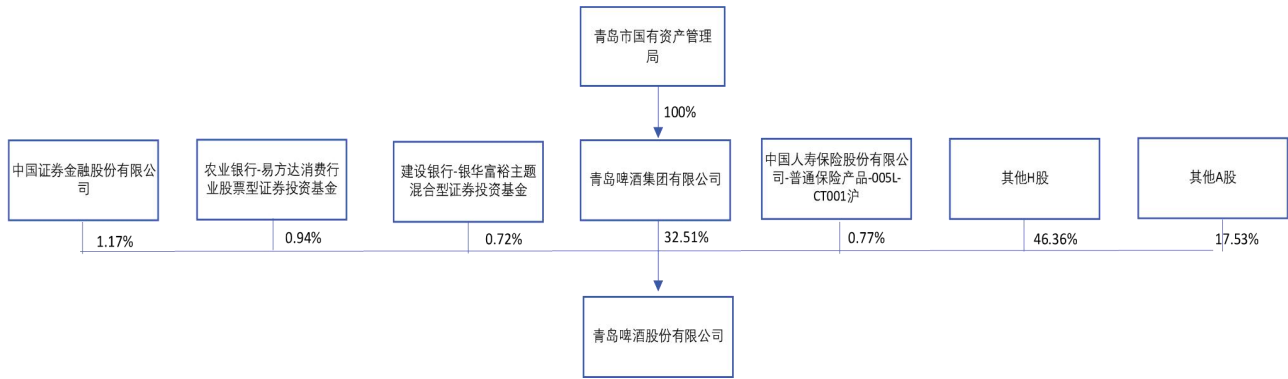 青岛市国有资产管理
局
100%
中国证券金融股份有限公
司
农业银行-易方达消费行
业股票型证券投资基金
建设银行-银华富裕主题
混合型证券投资基金
青岛啤酒集团有限公司
中国人寿保险股份有限公
司-普通保险产品-005L-
CT001沪
其他H股
其他A股
1.17%
0.94%
0.72%
32.51%
0.77%
46.36%
17.53%
青岛啤酒股份有限公司